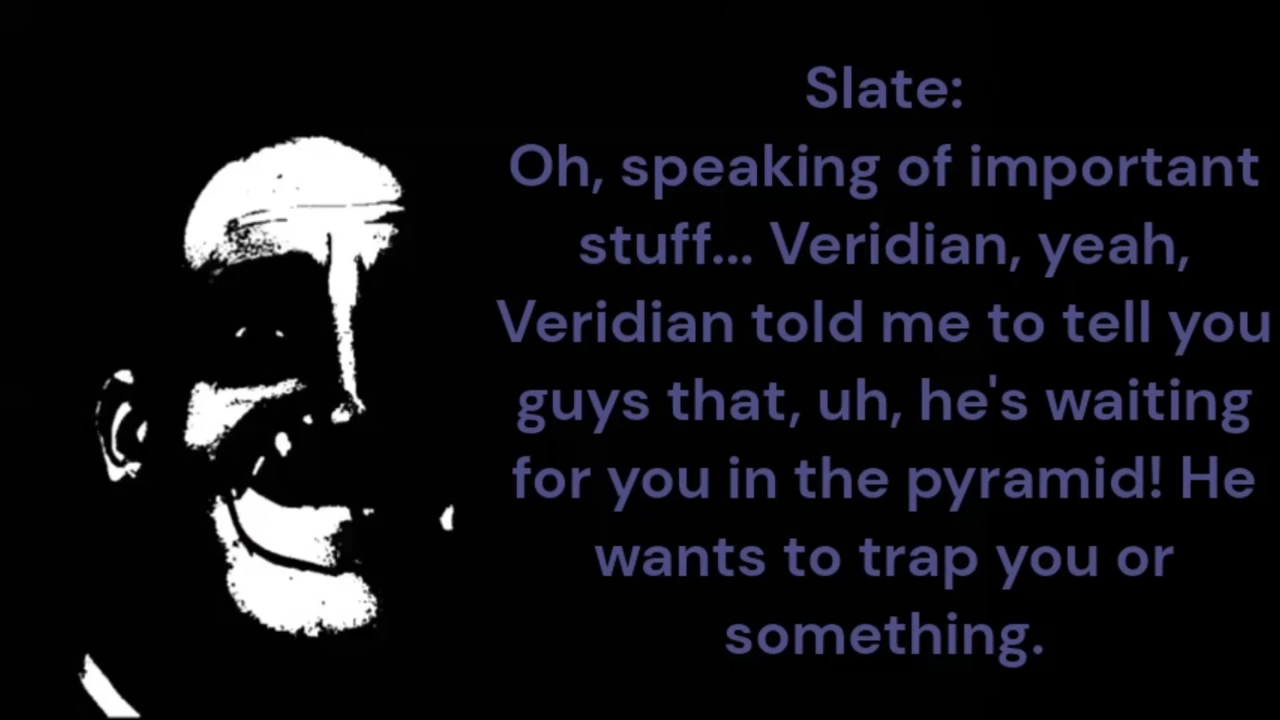 Slate:
Oh, speaking of important
stuff... Veridian, yeah,
Veridian told me to tell you
guys that, uh, he's waiting
for you in the pyramid! He
wants to trap you or
something.